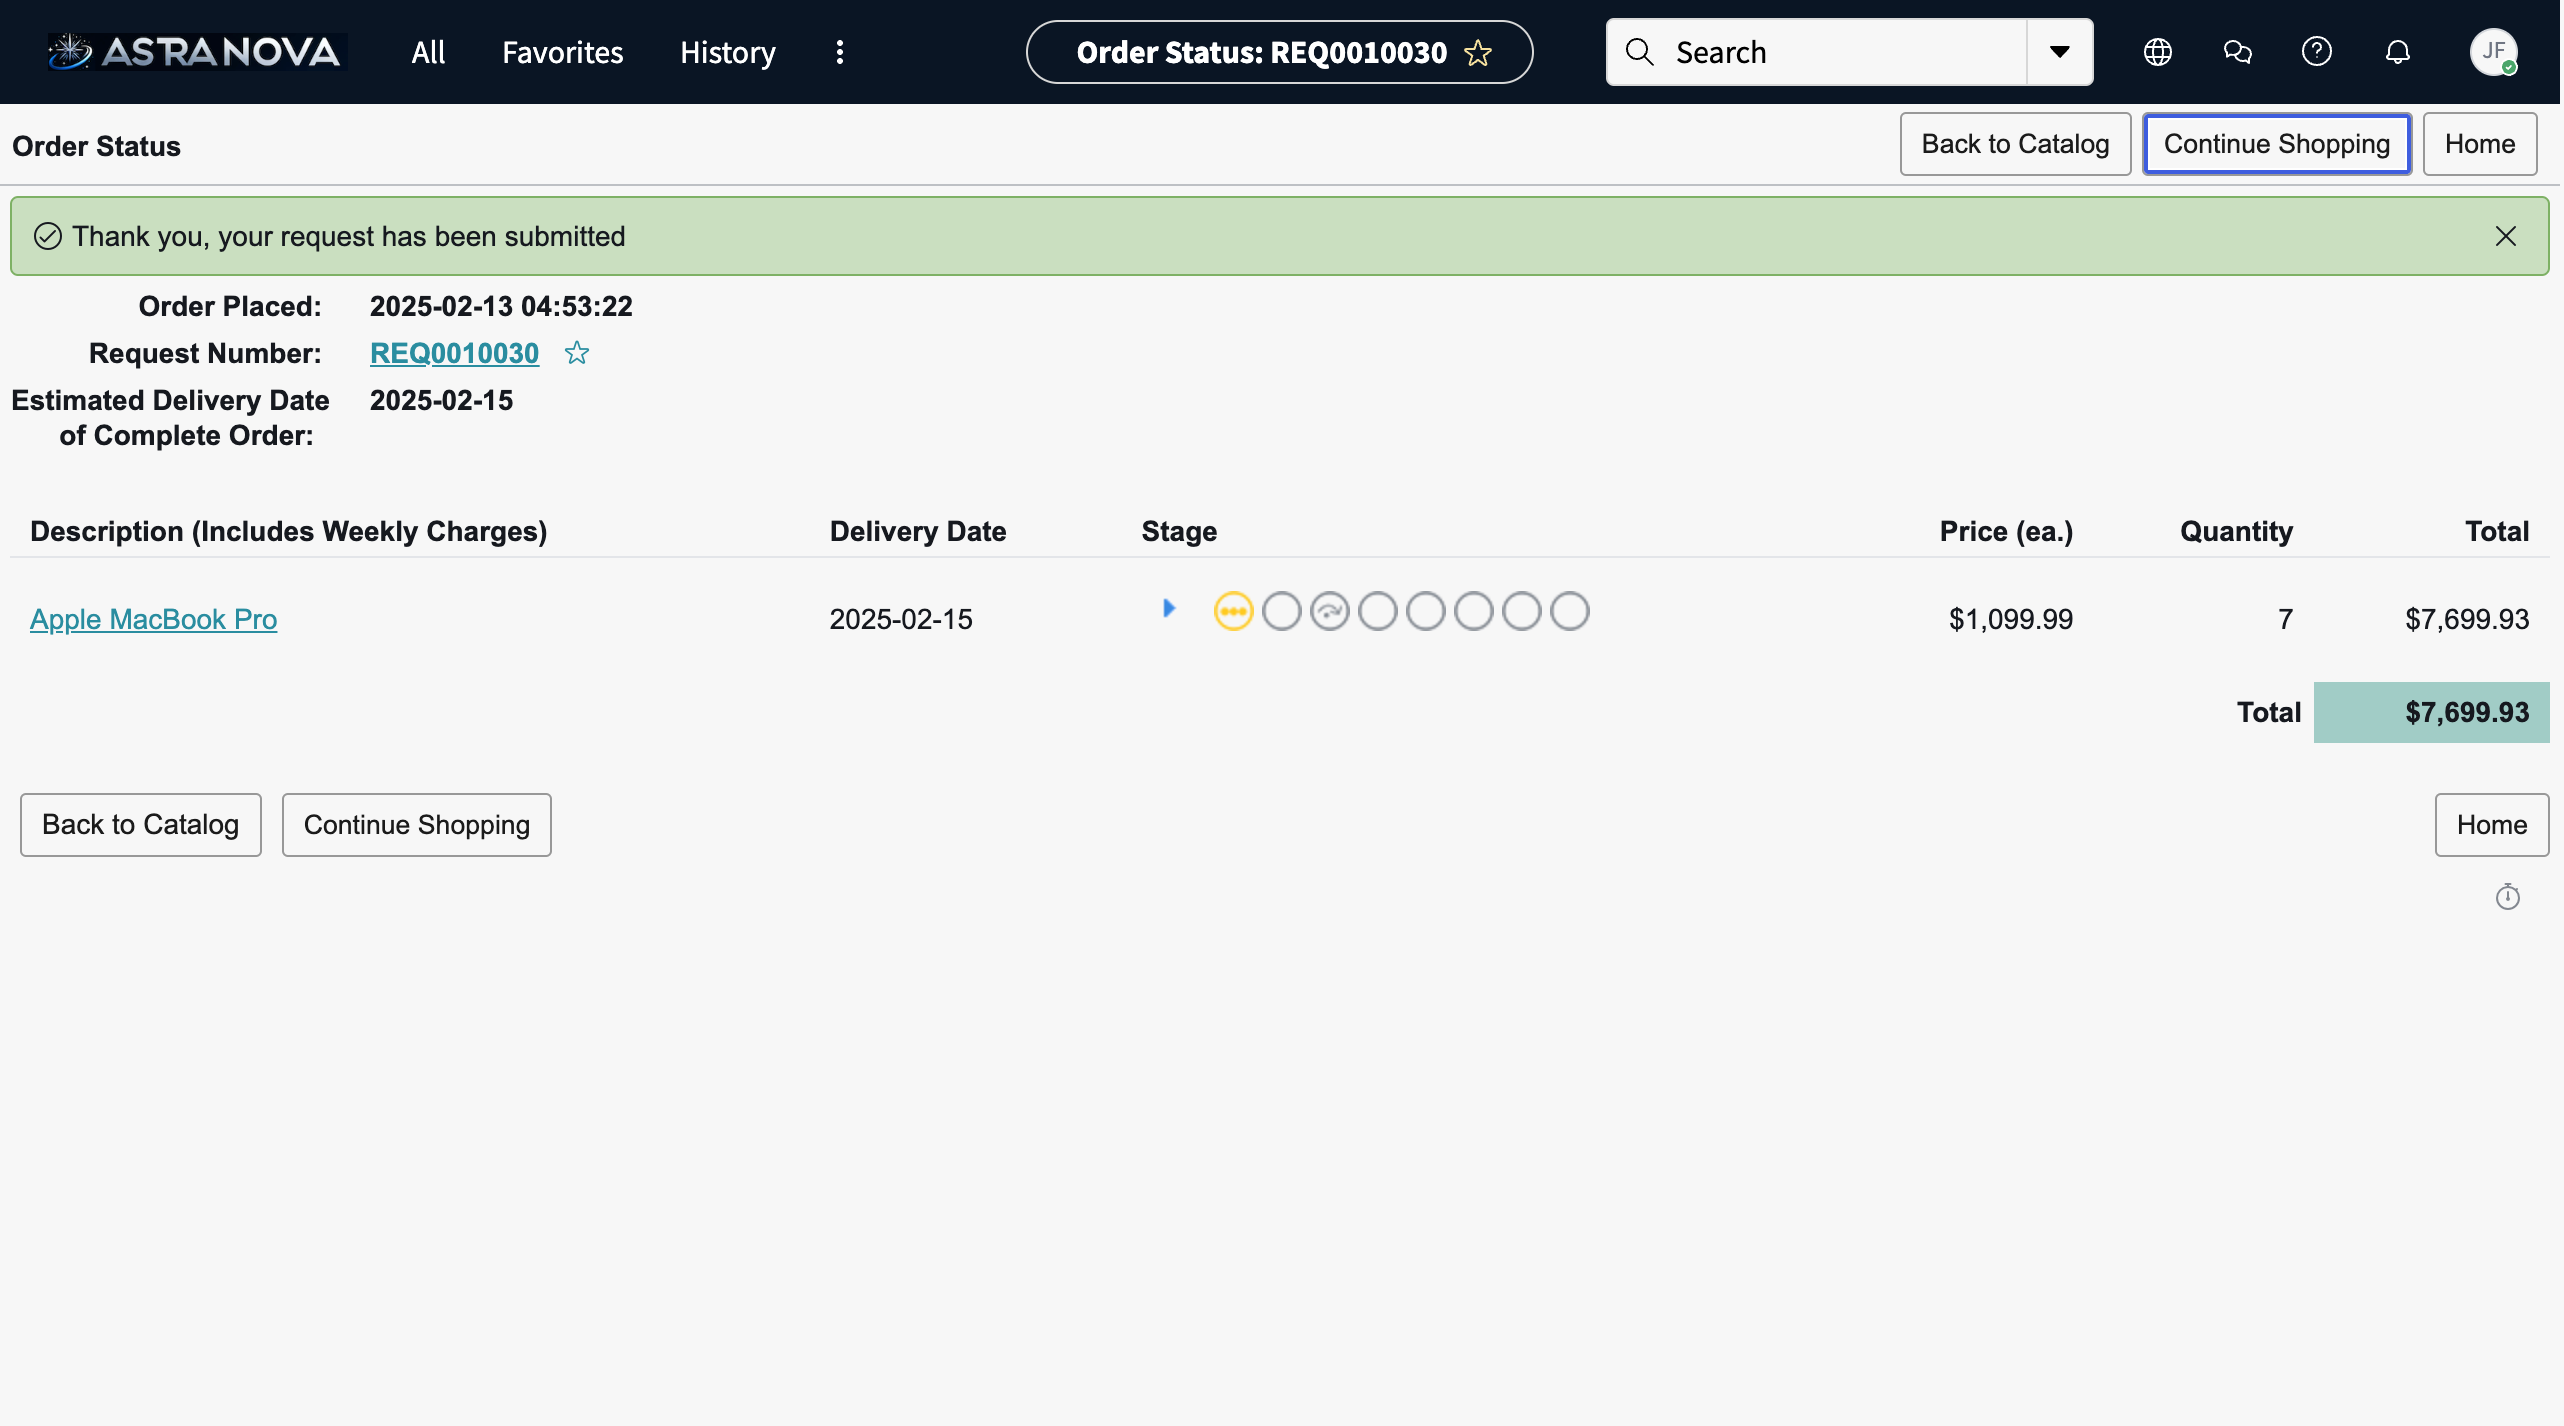 ASTRANOVA
All
Favorites
History
Order Status: REQ0010030
Search
JF
Order Status
Back to Catalog
Continue Shopping
Home
Thank you, your request has been submitted
Order Placed: 2025-02-13 04:53:22
Request Number: REQ0010030
Estimated Delivery Date 2025-02-15
of Complete Order:
Description (Includes Weekly Charges) Delivery Date Stage Price (ea.) Quantity Total
Apple MacBook Pro 2025-02-15 $1,099.99 7 $7,699.93
Total $7,699.93
Back to Catalog
Continue Shopping
Home